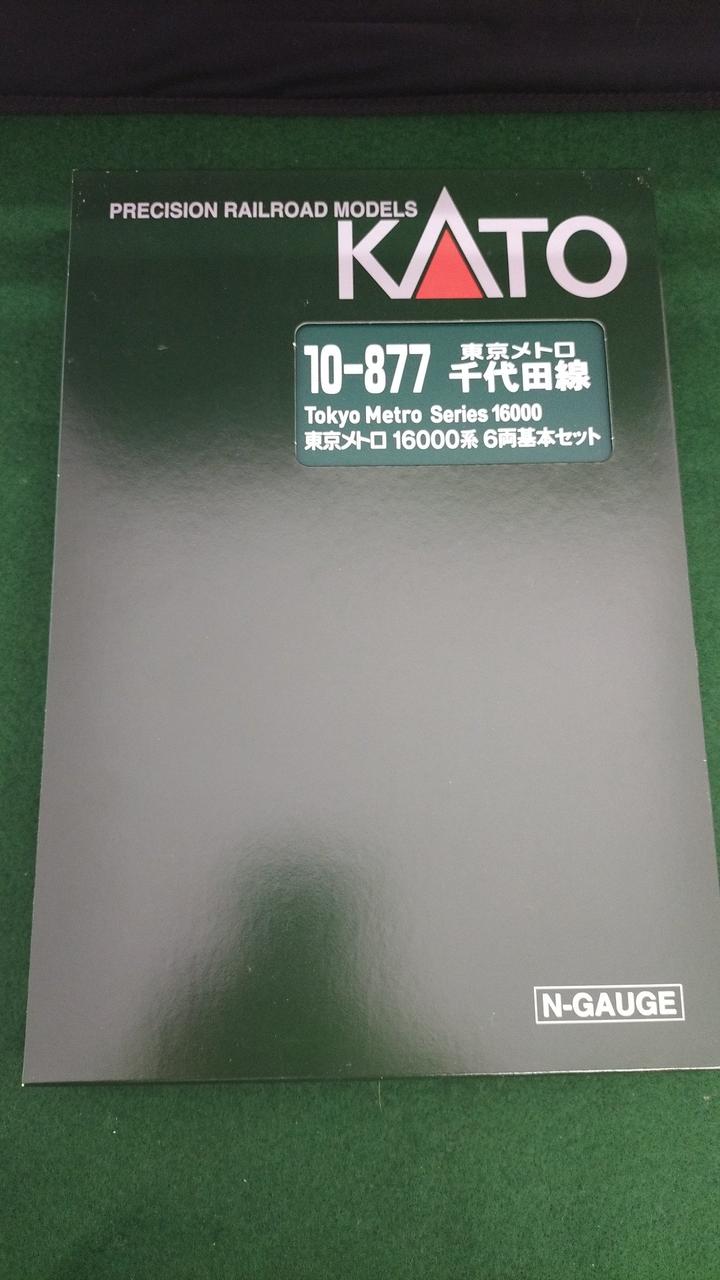 PRECISION RAILROAD MODELS
KATO
10-877 東京メトロ
千代田線
Tokyo Metro Series 16000
東京メトロ 16000系 6両基本セット
N-GAUGE